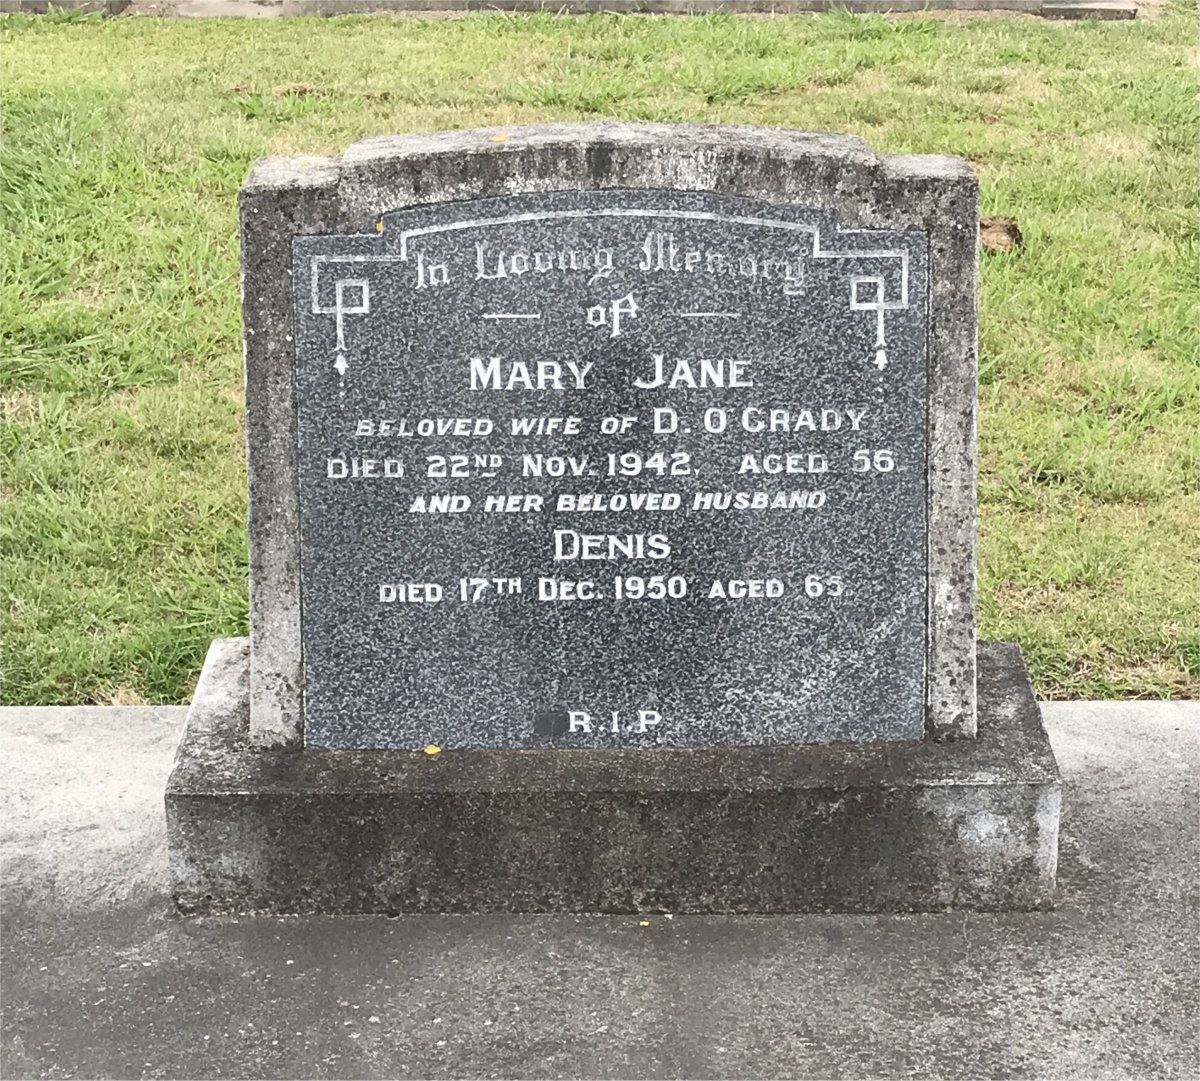 In Loving Memory
of
MARY JANE
BELOVED WIFE OF D. O'GRADY
DIED 22ND NOV. 1942. AGED 56.
AND HER BELOVED HUSBAND
DENIS
DIED 17TH DEC. 1950 AGED 65.
R.I.P.